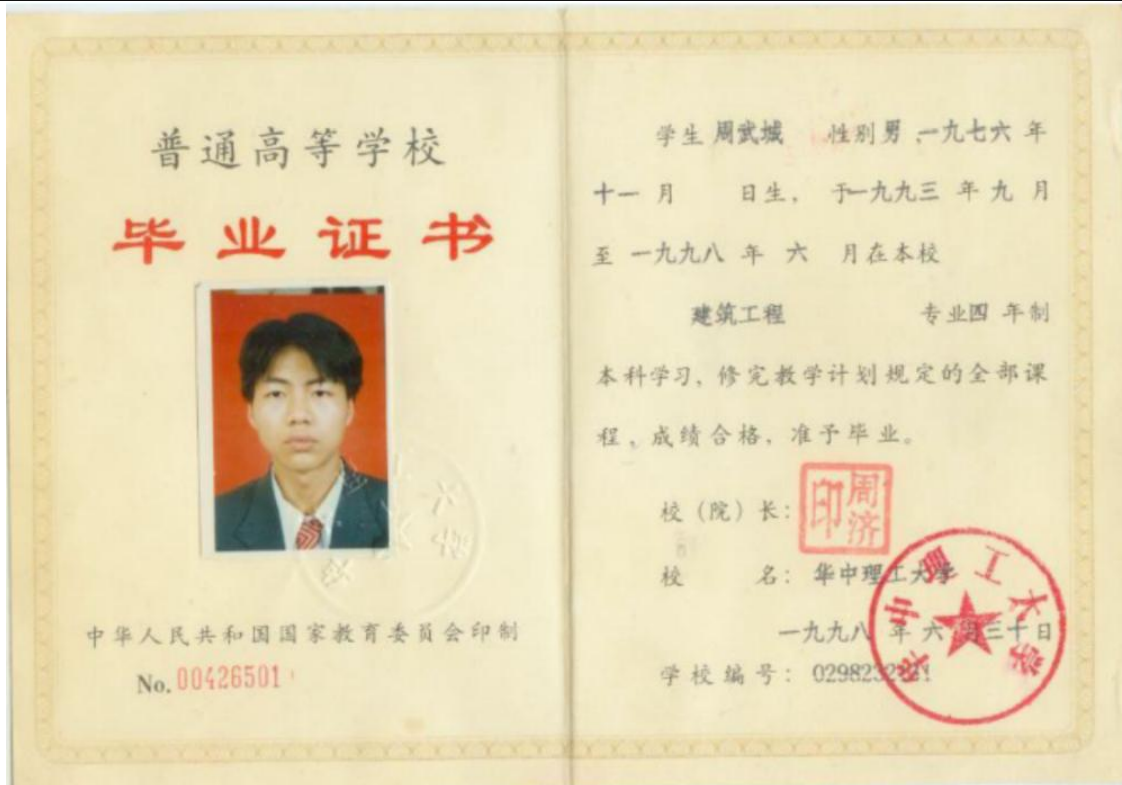 普通高等学校
毕业证书
中华人民共和国国家教育委员会印制
No. 00426501
学生 周武城 性别 男 , 一九七六 年
十一 月 日生, 于一九九三 年 九 月
至 一九九八 年 六 月在本校
建筑工程 专业四 年制
本科学习, 修完教学计划规定的全部课
程, 成绩合格, 准予毕业。
校（院）长:
周济印
校 名: 华中理工大学
华中理工大学
一九九八 年 六 月三十日
学校编号: